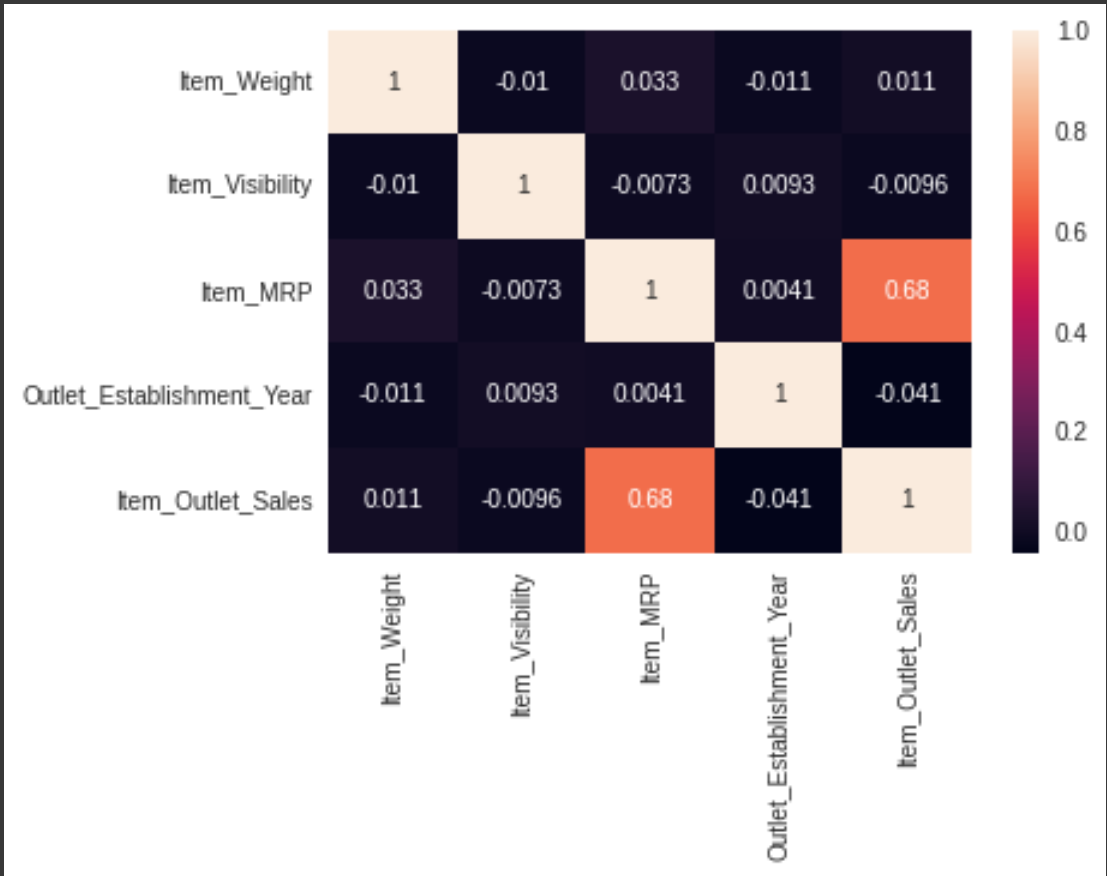 1.0
Item_Weight 1 -0.01 0.033 -0.011 0.011
0.8
Item_Visibility -0.01 1 -0.0073 0.0093 -0.0096
0.6
Item_MRP 0.033 -0.0073 1 0.0041 0.68
0.4
Outlet_Establishment_Year -0.011 0.0093 0.0041 1 -0.041
0.2
Item_Outlet_Sales 0.011 -0.0096 0.68 -0.041 1
0.0
Item_Weight
Item_Visibility
Item_MRP
Outlet_Establishment_Year
Item_Outlet_Sales